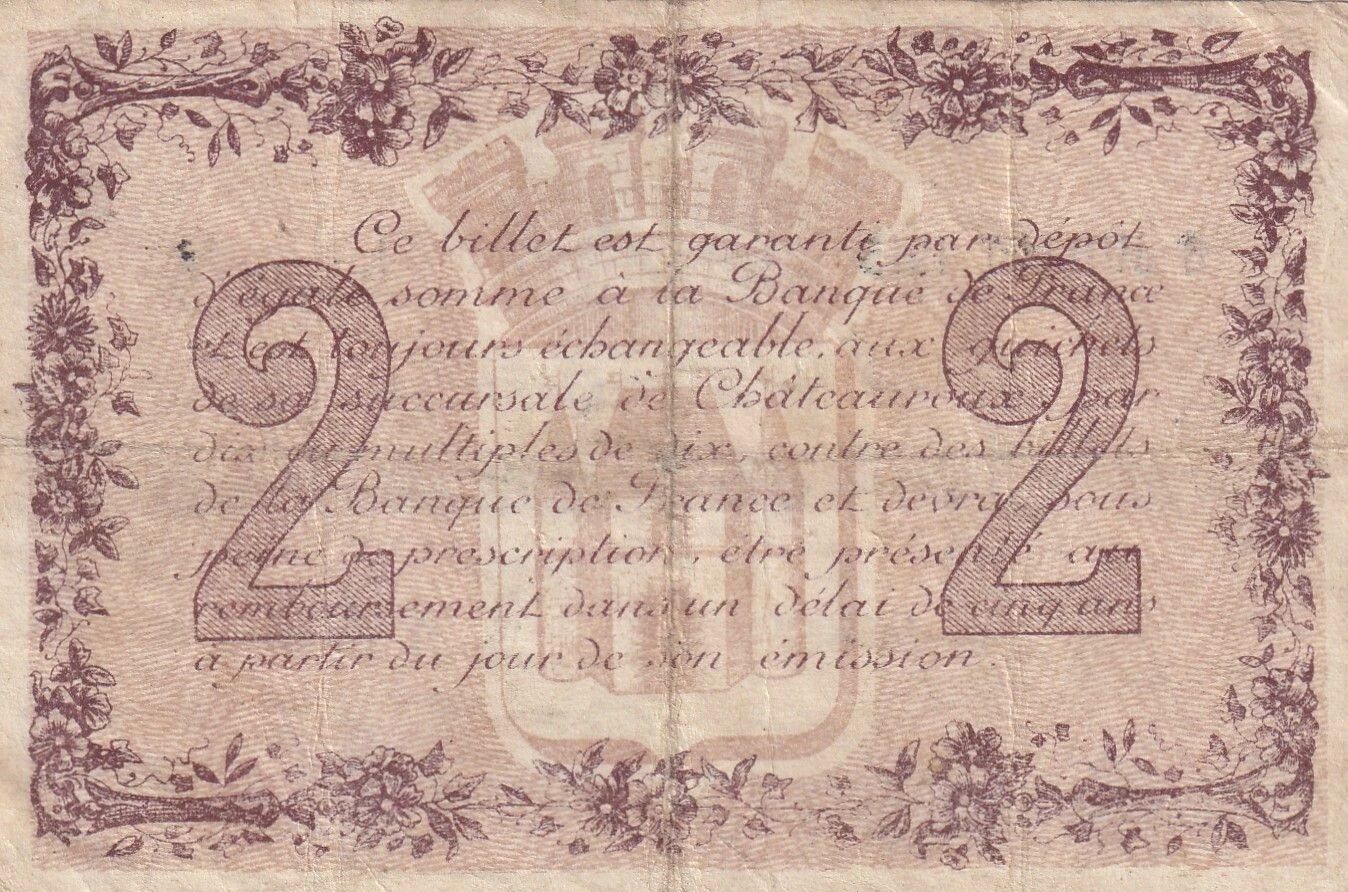 Ce billet est garanti par dépôt
d'égale somme à la Banque de France
et est toujours échangeable, aux guichets
de sa succursale de Châteauroux, par
dix ou multiples de dix, contre des billets
de la Banque de France et devra, sous
peine de prescription, être présenté au
remboursement dans un délai de cinq ans
à partir du jour de son émission.
2 2